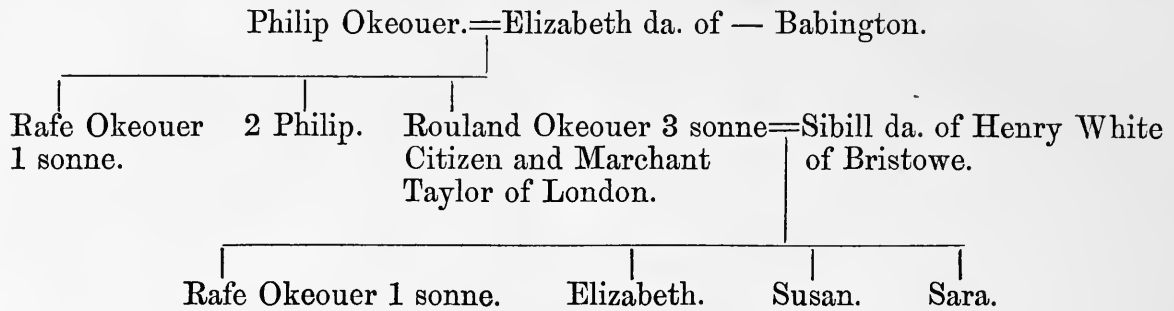 Philip Okeouer.=Elizabeth da. of — Babington.
Rafe Okeouer 2 Philip. Rouland Okeouer 3 sonne=Sibill da. of Henry White
1 sonne. Citizen and Marchant of Bristowe.
Taylor of London.
Rafe Okeouer 1 sonne. Elizabeth. Susan. Sara.